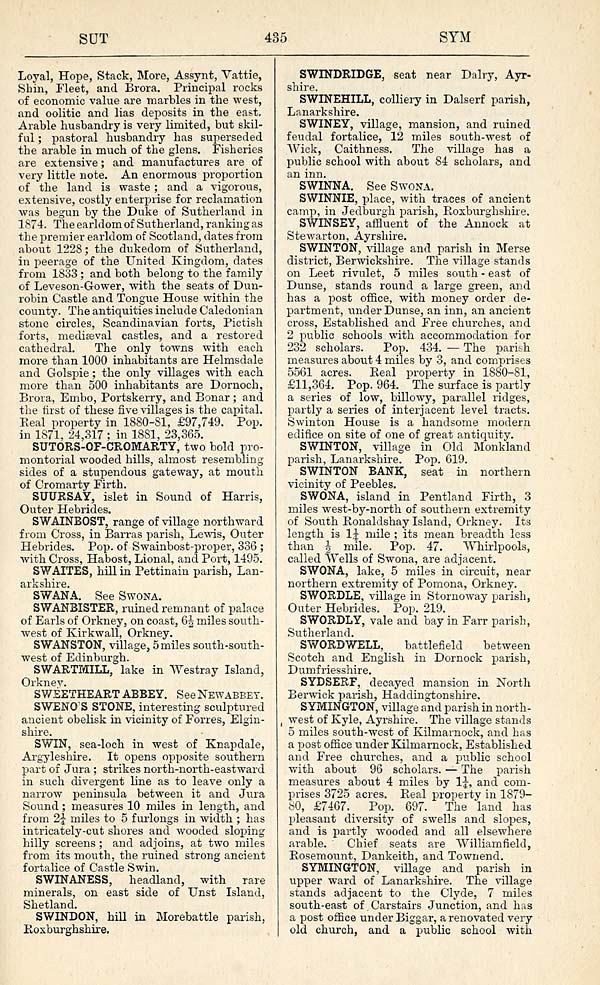 SUT 435 SYM
Loyal, Hope, Stack, More, Assynt, Vattie,
Shin, Fleet, and Brora. Principal rocks
of economic value are marbles in the west,
and oolitic and lias deposits in the east.
Arable husbandry is very limited, but skil-
ful; pastoral husbandry has superseded
the arable in much of the glens. Fisheries
are extensive; and manufactures are of
very little note. An enormous proportion
of the land is waste; and a vigorous,
extensive, costly enterprise for reclamation
was begun by the Duke of Sutherland in
1874. The earldom of Sutherland, ranking as
the premier earldom of Scotland, dates from
about 1228; the dukedom of Sutherland,
in peerage of the United Kingdom, dates
from 1833; and both belong to the family
of Leveson-Gower, with the seats of Dun-
robin Castle and Tongue House within the
county. The antiquities include Caledonian
stone circles, Scandinavian forts, Pictish
forts, mediæval castles, and a restored
cathedral. The only towns with each
more than 1000 inhabitants are Helmsdale
and Golspie; the only villages with each
more than 500 inhabitants are Dornoch,
Brora, Embo, Portskerry, and Bonar; and
the first of these five villages is the capital.
Real property in 1880-81, £97,749. Pop.
in 1871, 24,317; in 1881, 23,365.
SUTORS-OF-CROMARTY, two bold pro-
montorial wooded hills, almost resembling
sides of a stupendous gateway, at mouth
of Cromarty Firth.
SUURSAY, islet in Sound of Harris,
Outer Hebrides.
SWAINBOST, range of village northward
from Cross, in Barras parish, Lewis, Outer
Hebrides. Pop. of Swainbost-proper, 336;
with Cross, Habost, Lional, and Port, 1495.
SWAITES, hill in Pettinain parish, Lan-
arkshire.
SWANA. See SWONA.
SWANBISTER, ruined remnant of palace
of Earls of Orkney, on coast, 6½ miles south-
west of Kirkwall, Orkney.
SWANSTON, village, 5 miles south-south-
west of Edinburgh.
SWARTMILL, lake in Westray Island,
Orkney.
SWEETHEART ABBEY. See NEWABBEY.
SWENO'S STONE, interesting sculptured
ancient obelisk in vicinity of Forres, Elgin-
shire.
SWIN, sea-loch in west of Knapdale,
Argyleshire. It opens opposite southern
part of Jura; strikes north-north-eastward
in such divergent line as to leave only a
narrow peninsula between it and Jura
Sound; measures 10 miles in length, and
from 2¼ miles to 5 furlongs in width; has
intricately-cut shores and wooded sloping
hilly screens; and adjoins, at two miles
from its mouth, the ruined strong ancient
fortalice of Castle Swin.
SWINANESS, headland, with rare
minerals, on east side of Unst Island,
Shetland.
SWINDON, hill in Morebattle parish,
Roxburghshire.
SWINDRIDGE, seat near Dalry, Ayr-
shire.
SWINEHILL, colliery in Dalserf parish,
Lanarkshire.
SWINEY, village, mansion, and ruined
feudal fortalice, 12 miles south-west of
Wick, Caithness. The village has a
public school with about 84 scholars, and
an inn.
SWINNA. See SWONA.
SWINNIE, place, with traces of ancient
camp, in Jedburgh parish, Roxburghshire.
SWINSEY, affluent of the Annock at
Stewarton, Ayrshire.
SWINTON, village and parish in Merse
district, Berwickshire. The village stands
on Leet rivulet, 5 miles south-east of
Dunse, stands round a large green, and
has a post office, with money order de-
partment, under Dunse, an inn, an ancient
cross, Established and Free churches, and
2 public schools with accommodation for
232 scholars. Pop. 434. — The parish
measures about 4 miles by 3, and comprises
5561 acres. Real property in 1880-81,
£11,364. Pop. 964. The surface is partly
a series of low, billowy, parallel ridges,
partly a series of interjacent level tracts.
Swinton House is a handsome modern
edifice on site of one of great antiquity.
SWINTON, village in Old Monkland
parish, Lanarkshire. Pop. 619.
SWINTON BANK, seat in northern
vicinity of Peebles.
SWONA, island in Pentland Firth, 3
miles west-by-north of southern extremity
of South Ronaldshay Island, Orkney. Its
length is 1¼ mile; its mean breadth less
than ½ mile. Pop. 47. Whirlpools,
called Wells of Swona, are adjacent.
SWONA, lake, 5 miles in circuit, near
northern extremity of Pomona, Orkney.
SWORDLE, village in Stornoway parish,
Outer Hebrides. Pop. 219.
SWORDLY, vale and bay in Farr parish,
Sutherland.
SWORDWELL, battlefield between
Scotch and English in Dornock parish,
Dumfriesshire.
SYDSERF, decayed mansion in North
Berwick parish, Haddingtonshire.
SYMINGTON, village and parish in north-
west of Kyle, Ayrshire. The village stands
5 miles south-west of Kilmarnock, and has
a post office under Kilmarnock, Established
and Free churches, and a public school
with about 96 scholars. — The parish
measures about 4 miles by 1¼, and com-
prises 3725 acres. Real property in 1879-
80, £7467. Pop. 697. The land has
pleasant diversity of swells and slopes,
and is partly wooded and all elsewhere
arable. Chief seats are Williamfield,
Rosemount, Dankeith, and Townend.
SYMINGTON, village and parish in
upper ward of Lanarkshire. The village
stands adjacent to the Clyde, 7 miles
south-east of Carstairs Junction, and has
a post office under Biggar, a renovated very
old church, and a public school with